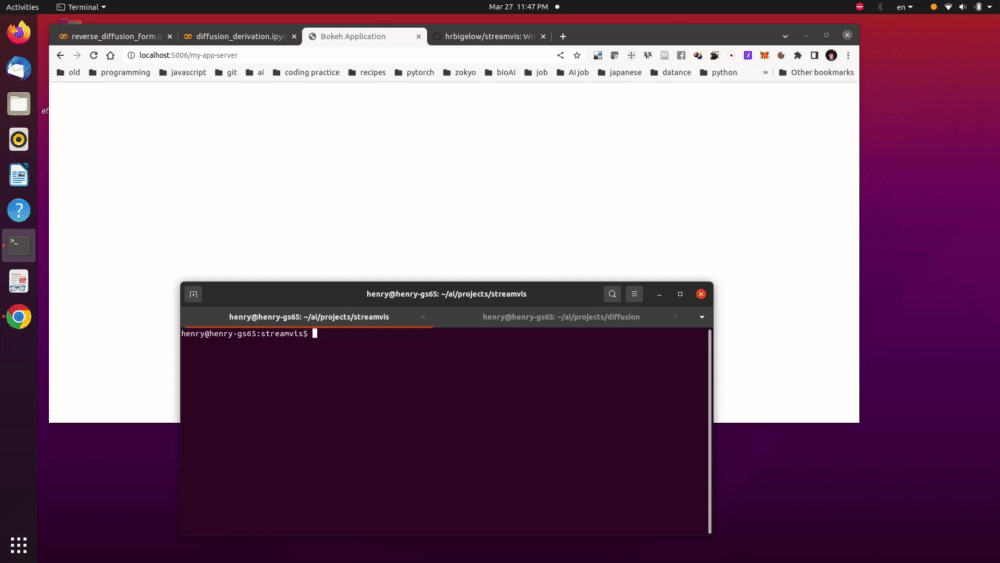 Activities
Terminal
Mar 27 11:47 PM
en
reverse_diffusion_form.i
diffusion_derivation.ipyn
Bokeh Application
hrbigelow/streamvis: Wr
localhost:5006/my-app-server
old
programming
javascript
git
ai
coding practice
recipes
pytorch
zokyo
bioAI
job
AI job
japanese
datance
python
»
Other bookmarks
ef
henry@henry-gs65: ~/ai/projects/streamvis
henry@henry-gs65: ~/ai/projects/streamvis
henry@henry-gs65: ~/ai/projects/diffusion
henry@henry-gs65:streamvis$